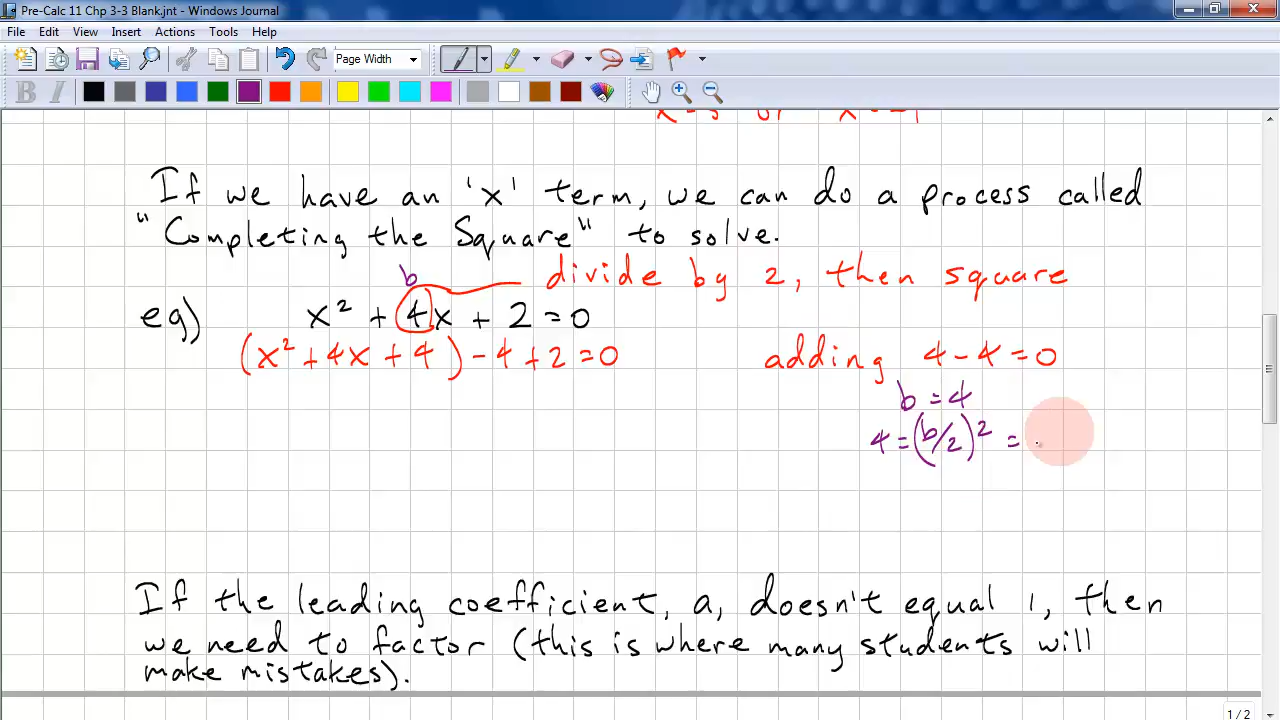 Pre-Calc 11 Chp 3-3 Blank.jnt - Windows Journal
File Edit View Insert Actions Tools Help
Page Width
If we have an 'x' term, we can do a process called
"Completing the Square" to solve.
b
divide by 2, then square
eg) x² + 4x + 2 = 0
(x² + 4x + 4) - 4 + 2 = 0 adding 4 - 4 = 0
b = 4
4 = (b/2)² =
If the leading coefficient, a, doesn't equal 1, then
we need to factor (this is where many students will
make mistakes).
1/2